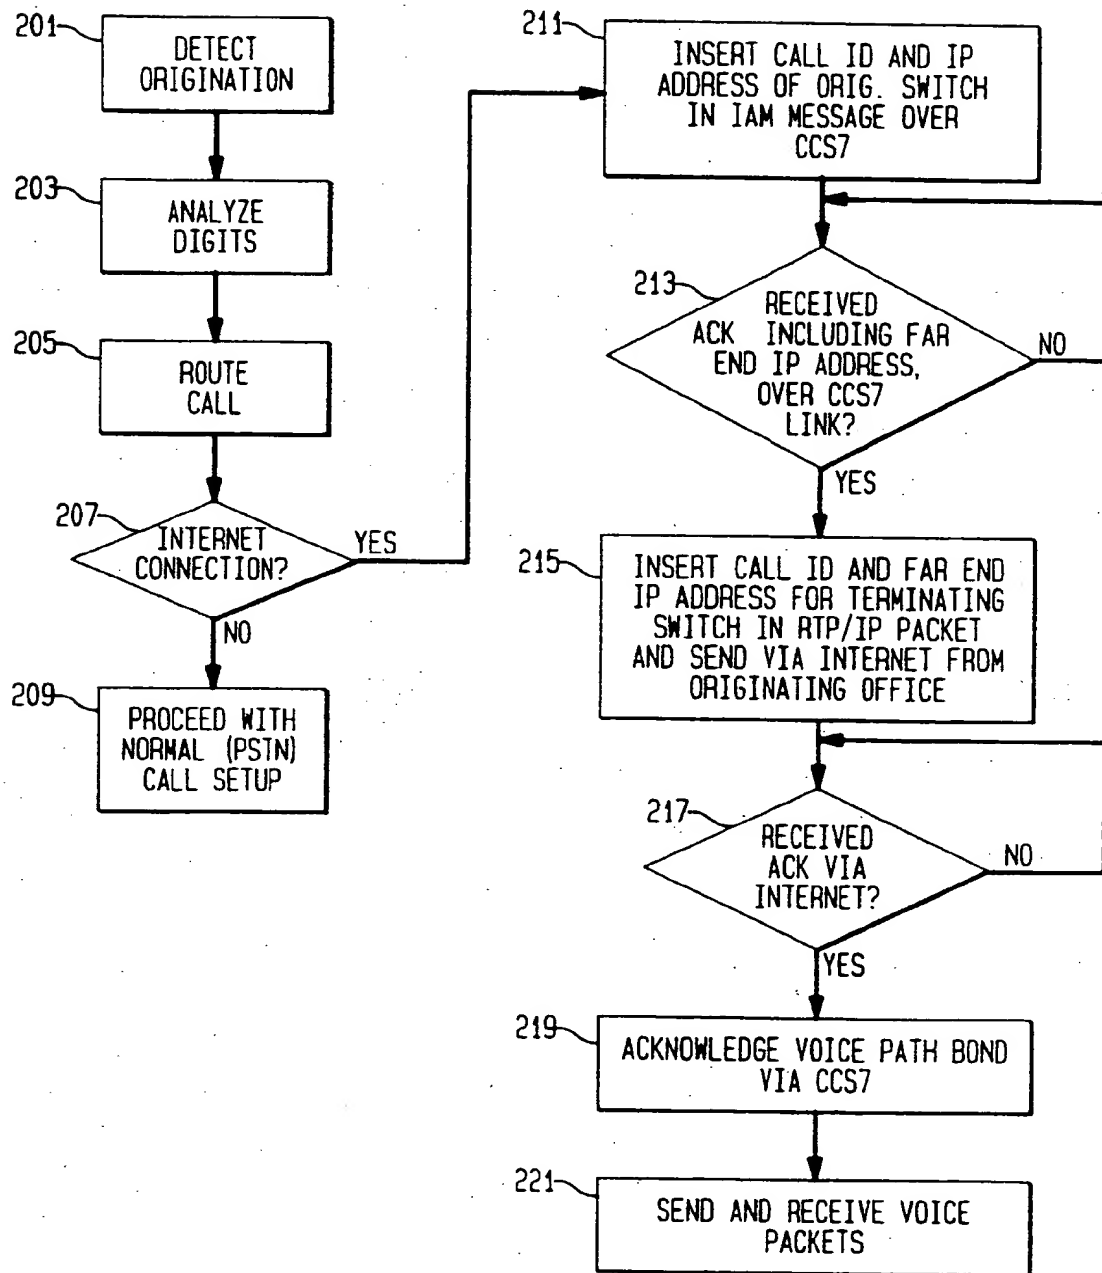 201
DETECT
ORIGINATION
203
ANALYZE
DIGITS
205
ROUTE
CALL
207
INTERNET
CONNECTION?
YES
NO
209
PROCEED WITH
NORMAL (PSTN)
CALL SETUP
211
INSERT CALL ID AND IP
ADDRESS OF ORIG. SWITCH
IN IAM MESSAGE OVER
CCS7
213
RECEIVED
ACK INCLUDING FAR
END IP ADDRESS,
OVER CCS7
LINK?
NO
YES
215
INSERT CALL ID AND FAR END
IP ADDRESS FOR TERMINATING
SWITCH IN RTP/IP PACKET
AND SEND VIA INTERNET FROM
ORIGINATING OFFICE
217
RECEIVED
ACK VIA
INTERNET?
NO
YES
219
ACKNOWLEDGE VOICE PATH BOND
VIA CCS7
221
SEND AND RECEIVE VOICE
PACKETS